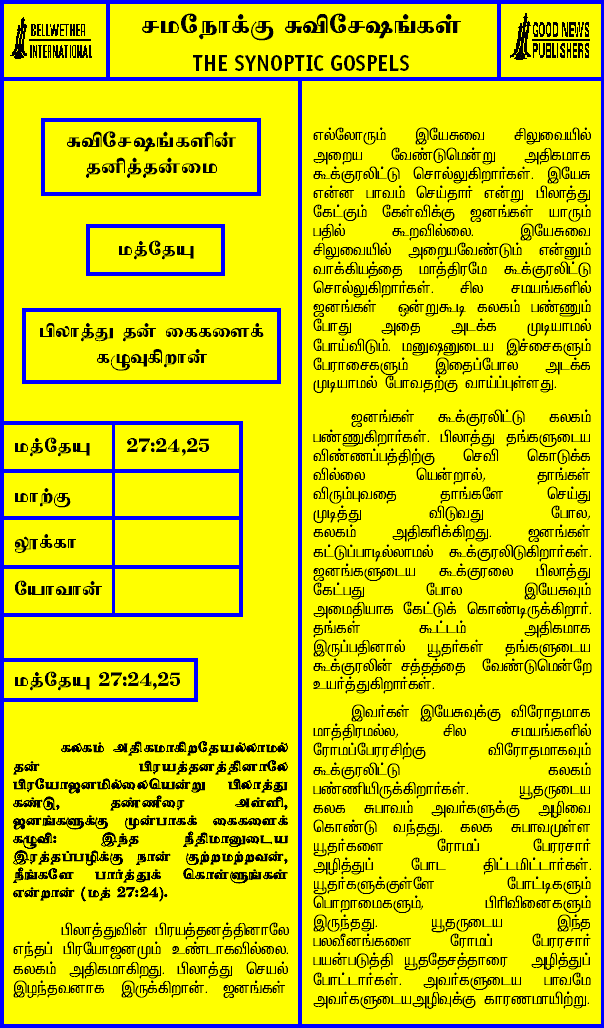 BELLWETHER
INTERNATIONAL
சமநோக்கு சுவிசேஷங்கள்
THE SYNOPTIC GOSPELS
GOOD NEWS
PUBLISHERS
சுவிசேஷங்களின்
தனித்தன்மை
மத்தேயு
பிலாத்து தன் கைகளைக்
கழுவுகிறான்
மத்தேயு 27:24,25
மாற்கு
லூக்கா
யோவான்
மத்தேயு 27:24,25
கலகம் அதிகமாகிறதேயல்லாமல்
தன் பிரயத்தனத்தினாலே
பிரயோஜனமில்லையென்று பிலாத்து
கண்டு, தண்ணீரை அள்ளி,
ஜனங்களுக்கு முன்பாகக் கைகளைக்
கழுவி: இந்த நீதிமானுடைய
இரத்தப்பழிக்கு நான் குற்றமற்றவன்,
நீங்களே பார்த்துக் கொள்ளுங்கள்
என்றான் (மத் 27:24).
பிலாத்துவின் பிரயத்தனத்தினாலே
எந்தப் பிரயோஜனமும் உண்டாகவில்லை.
கலகம் அதிகமாகிறது. பிலாத்து செயல்
இழந்தவனாக இருக்கிறான். ஜனங்கள்
எல்லோரும் இயேசுவை சிலுவையில்
அறைய வேண்டுமென்று அதிகமாக
கூக்குரலிட்டு சொல்லுகிறார்கள். இயேசு
என்ன பாவம் செய்தார் என்று பிலாத்து
கேட்கும் கேள்விக்கு ஜனங்கள் யாரும்
பதில் கூறவில்லை. இயேசுவை
சிலுவையில் அறையவேண்டும் என்னும்
வாக்கியத்தை மாத்திரமே கூக்குரலிட்டு
சொல்லுகிறார்கள். சில சமயங்களில்
ஜனங்கள் ஒன்றுகூடி கலகம் பண்ணும்
போது அதை அடக்க முடியாமல்
போய்விடும். மனுஷனுடைய இச்சைகளும்
பேராசைகளும் இதைப்போல அடக்க
முடியாமல் போவதற்கு வாய்ப்புள்ளது.
ஜனங்கள் கூக்குரலிட்டு கலகம்
பண்ணுகிறார்கள். பிலாத்து தங்களுடைய
விண்ணப்பத்திற்கு செவி கொடுக்க
வில்லை யென்றால், தாங்கள்
விரும்புவதை தாங்களே செய்து
முடித்து விடுவது போல,
கலகம் அதிகரிக்கிறது. ஜனங்கள்
கட்டுப்பாடில்லாமல் கூக்குரலிடுகிறார்கள்.
ஜனங்களுடைய கூக்குரலை பிலாத்து
கேட்பது போல இயேசுவும்
அமைதியாக கேட்டுக் கொண்டிருக்கிறார்.
தங்கள் கூட்டம் அதிகமாக
இருப்பதினால் யூதர்கள் தங்களுடைய
கூக்குரலின் சத்தத்தை வேண்டுமென்றே
உயர்த்துகிறார்கள்.
இவர்கள் இயேசுவுக்கு விரோதமாக
மாத்திரமல்ல, சில சமயங்களில்
ரோமப்பேரரசிற்கு விரோதமாகவும்
கூக்குரலிட்டு கலகம்
பண்ணியிருக்கிறார்கள். யூதருடைய
கலக சுபாவம் அவர்களுக்கு அழிவை
கொண்டு வந்தது. கலக சுபாவமுள்ள
யூதர்களை ரோமப் பேரரசார்
அழித்துப் போட திட்டமிட்டார்கள்.
யூதர்களுக்குள்ளே போட்டிகளும்
பொறாமைகளும், பிரிவினைகளும்
இருந்தது. யூதருடைய இந்த
பலவீனங்களை ரோமப் பேரரசார்
பயன்படுத்தி யூததேசத்தாரை அழித்துப்
போட்டார்கள். அவர்களுடைய பாவமே
அவர்களுடையஅழிவுக்கு காரணமாயிற்று.